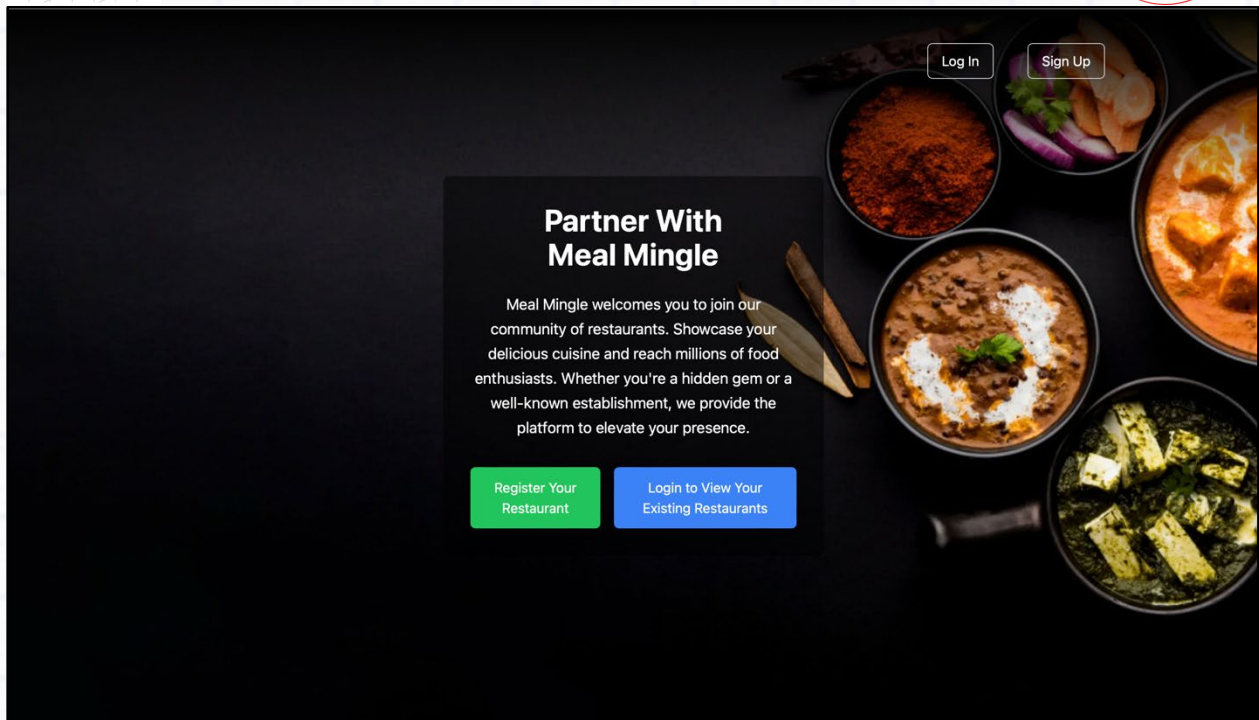 Log In
Sign Up
Partner With
Meal Mingle
Meal Mingle welcomes you to join our
community of restaurants. Showcase your
delicious cuisine and reach millions of food
enthusiasts. Whether you're a hidden gem or a
well-known establishment, we provide the
platform to elevate your presence.
Register Your
Restaurant
Login to View Your
Existing Restaurants